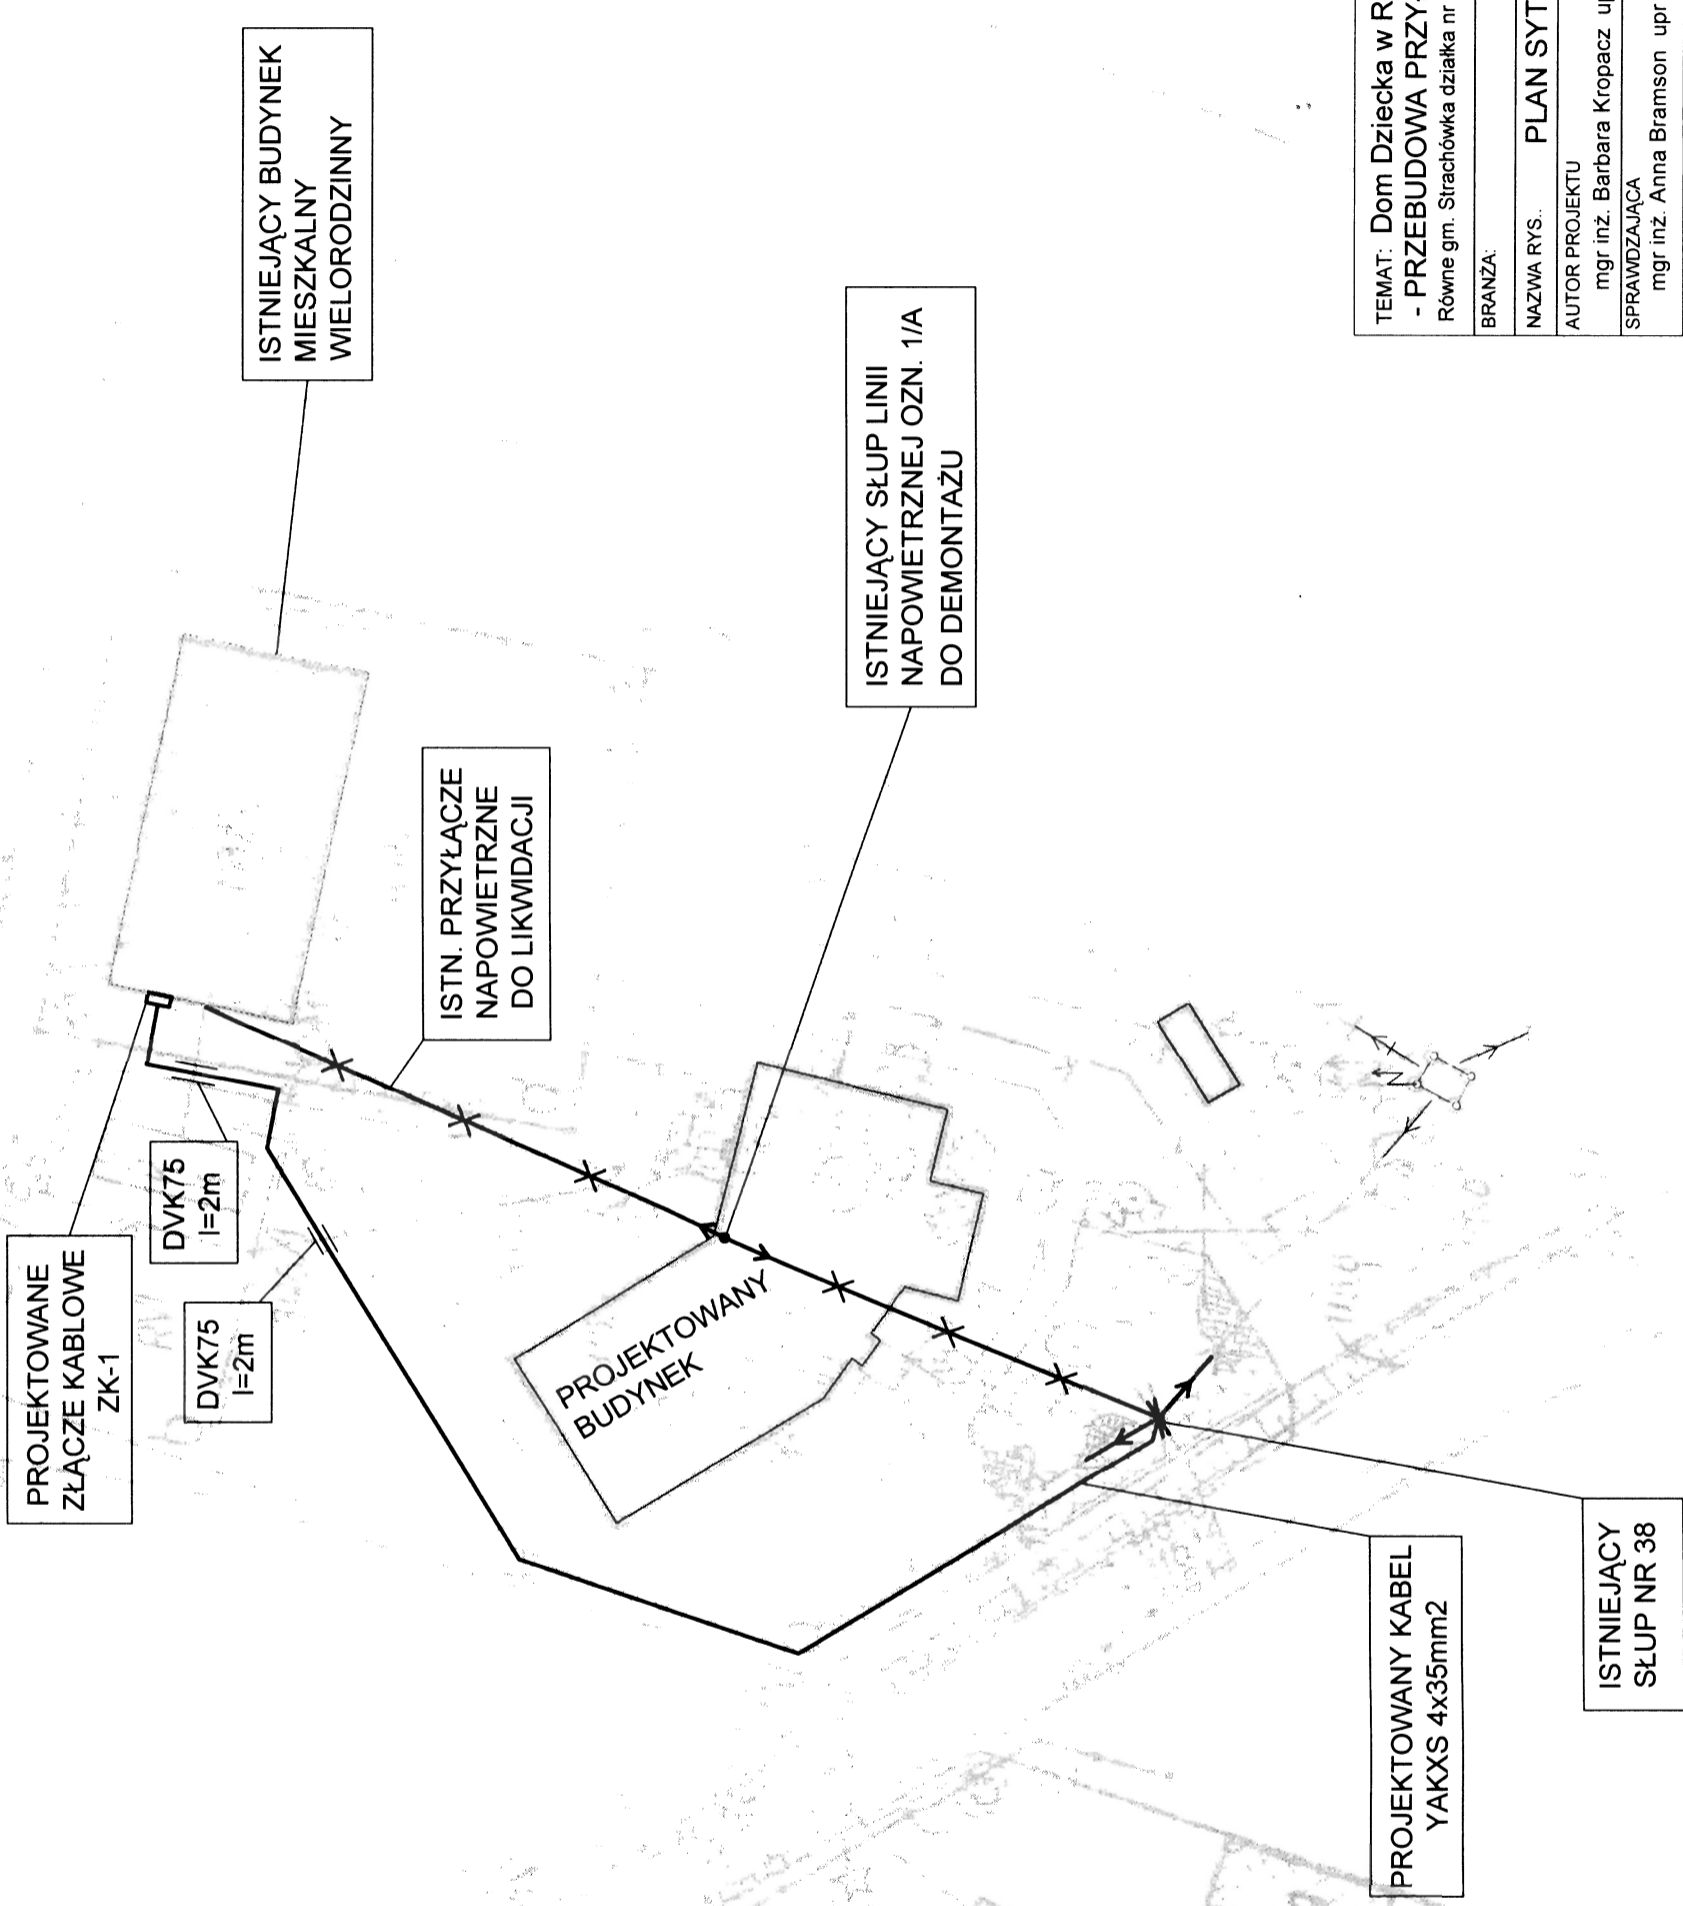 ISTNIEJĄCY BUDYNEK
MIESZKALNY
WIELORODZINNY
PROJEKTOWANE
ZŁĄCZE KABLOWE
ZK-1
DVK75
l=2m
DVK75
l=2m
ISTN. PRZYŁĄCZE
NAPOWIETRZNE
DO LIKWIDACJI
ISTNIEJĄCY SŁUP LINII
NAPOWIETRZNEJ OZN. 1/A
DO DEMONTAŻU
PROJEKTOWANY
BUDYNEK
PROJEKTOWANY KABEL
YAKXS 4x35mm2
ISTNIEJĄCY
SŁUP NR 38
N
TEMAT: Dom Dziecka w R
- PRZEBUDOWA PRZY
Równe gm. Strachówka działka nr
BRANŻA:
NAZWA RYS.. PLAN SYT
AUTOR PROJEKTU
mgr inż. Barbara Kropacz up
SPRAWDZAJĄCA
mgr inż. Anna Bramson upr